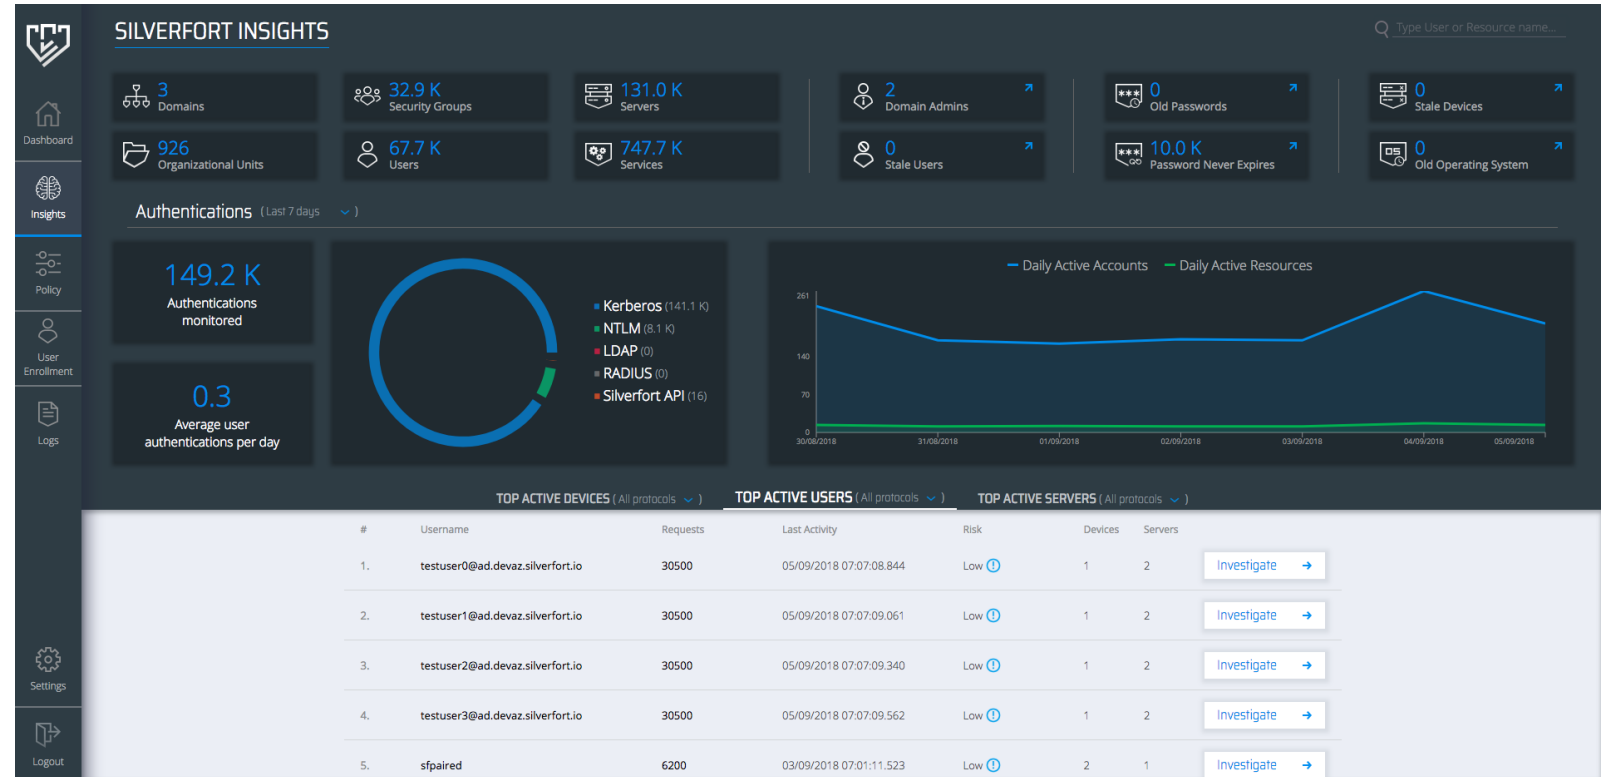 SILVERFORT INSIGHTS
Type User or Resource name...
3
Domains
32.9 K
Security Groups
131.0 K
Servers
2
Domain Admins
0
Old Passwords
0
Stale Devices
926
Organizational Units
67.7 K
Users
747.7 K
Services
0
Stale Users
10.0 K
Password Never Expires
0
Old Operating System
Dashboard
Insights
Policy
User
Enrollment
Logs
Settings
Logout
Authentications (Last 7 days)
149.2 K
Authentications
monitored
0.3
Average user
authentications per day
Kerberos (141.1 K)
NTLM (8.1 K)
LDAP (0)
RADIUS (0)
Silverfort API (16)
Daily Active Accounts Daily Active Resources
261
140
70
0
30/08/2018 31/08/2018 01/09/2018 02/09/2018 03/09/2018 04/09/2018 05/09/2018
TOP ACTIVE DEVICES (All protocols) TOP ACTIVE USERS (All protocols) TOP ACTIVE SERVERS (All protocols)
# Username Requests Last Activity Risk Devices Servers
1. testuser0@ad.devaz.silverfort.io 30500 05/09/2018 07:07:08.844 Low 1 2 Investigate
2. testuser1@ad.devaz.silverfort.io 30500 05/09/2018 07:07:09.061 Low 1 2 Investigate
3. testuser2@ad.devaz.silverfort.io 30500 05/09/2018 07:07:09.340 Low 1 2 Investigate
4. testuser3@ad.devaz.silverfort.io 30500 05/09/2018 07:07:09.562 Low 1 2 Investigate
5. sfpaired 6200 03/09/2018 07:01:11.523 Low 2 1 Investigate